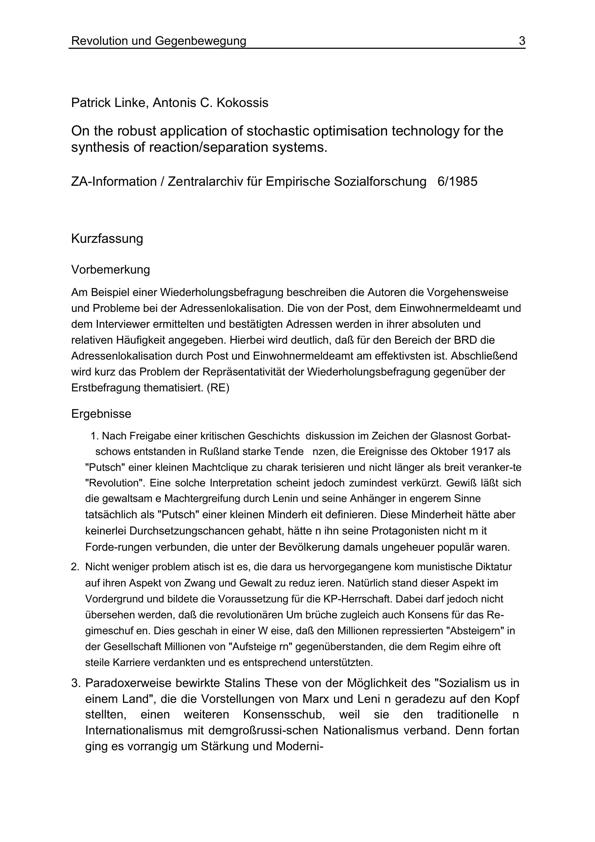 Revolution und Gegenbewegung 3
Patrick Linke, Antonis C. Kokossis
On the robust application of stochastic optimisation technology for the
synthesis of reaction/separation systems.
ZA-Information / Zentralarchiv für Empirische Sozialforschung 6/1985
Kurzfassung
Vorbemerkung
Am Beispiel einer Wiederholungsbefragung beschreiben die Autoren die Vorgehensweise
und Probleme bei der Adressenlokalisation. Die von der Post, dem Einwohnermeldeamt und
dem Interviewer ermittelten und bestätigten Adressen werden in ihrer absoluten und
relativen Häufigkeit angegeben. Hierbei wird deutlich, daß für den Bereich der BRD die
Adressenlokalisation durch Post und Einwohnermeldeamt am effektivsten ist. Abschließend
wird kurz das Problem der Repräsentativität der Wiederholungsbefragung gegenüber der
Erstbefragung thematisiert. (RE)
Ergebnisse
1. Nach Freigabe einer kritischen Geschichts diskussion im Zeichen der Glasnost Gorbat-
schows entstanden in Rußland starke Tende nzen, die Ereignisse des Oktober 1917 als
"Putsch" einer kleinen Machtclique zu charak terisieren und nicht länger als breit veranker-te
"Revolution". Eine solche Interpretation scheint jedoch zumindest verkürzt. Gewiß läßt sich
die gewaltsam e Machtergreifung durch Lenin und seine Anhänger in engerem Sinne
tatsächlich als "Putsch" einer kleinen Minderh eit definieren. Diese Minderheit hätte aber
keinerlei Durchsetzungschancen gehabt, hätte n ihn seine Protagonisten nicht m it
Forde-rungen verbunden, die unter der Bevölkerung damals ungeheuer populär waren.
2. Nicht weniger problem atisch ist es, die dara us hervorgegangene kom munistische Diktatur
auf ihren Aspekt von Zwang und Gewalt zu reduz ieren. Natürlich stand dieser Aspekt im
Vordergrund und bildete die Voraussetzung für die KP-Herrschaft. Dabei darf jedoch nicht
übersehen werden, daß die revolutionären Um brüche zugleich auch Konsens für das Re-
gimeschuf en. Dies geschah in einer W eise, daß den Millionen repressierten "Absteigern" in
der Gesellschaft Millionen von "Aufsteige rn" gegenüberstanden, die dem Regim eihre oft
steile Karriere verdankten und es entsprechend unterstützten.
3. Paradoxerweise bewirkte Stalins These von der Möglichkeit des "Sozialism us in
einem Land", die die Vorstellungen von Marx und Leni n geradezu auf den Kopf
stellten, einen weiteren Konsensschub, weil sie den traditionelle n
Internationalismus mit demgroßrussi-schen Nationalismus verband. Denn fortan
ging es vorrangig um Stärkung und Moderni-